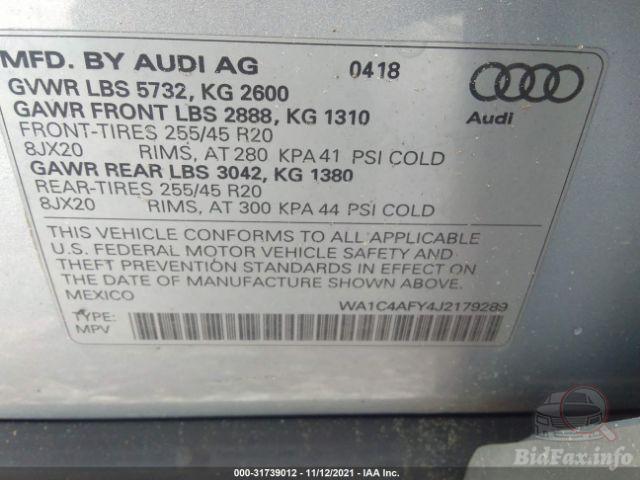 MFD. BY AUDI AG 0418
GVWR LBS 5732, KG 2600
GAWR FRONT LBS 2888, KG 1310
Audi
FRONT-TIRES 255/45 R20
8JX20 RIMS, AT 280 KPA 41 PSI COLD
GAWR REAR LBS 3042, KG 1380
REAR-TIRES 255/45 R20
8JX20 RIMS, AT 300 KPA 44 PSI COLD
THIS VEHICLE CONFORMS TO ALL APPLICABLE
U.S. FEDERAL MOTOR VEHICLE SAFETY AND
THEFT PREVENTION STANDARDS IN EFFECT ON
THE DATE OF MANUFACTURE SHOWN ABOVE.
MEXICO
WA1C4AFY4J2179289
TYPE:
MPV
BidFax.info
000-31739012 - 11/12/2021 - IAA Inc.